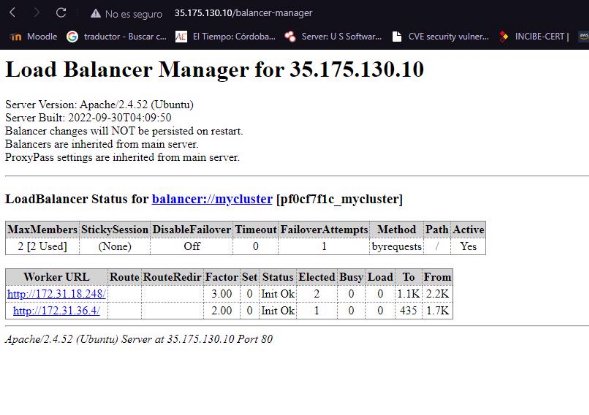 No es seguro 35.175.130.10/balancer-manager
Moodle traductor - Buscar c... El Tiempo: Córdoba... Server: U S Softwar... CVE security vulner... INCIBE-CERT |
Load Balancer Manager for 35.175.130.10
Server Version: Apache/2.4.52 (Ubuntu)
Server Built: 2022-09-30T04:09:50
Balancer changes will NOT be persisted on restart.
Balancers are inherited from main server.
ProxyPass settings are inherited from main server.
LoadBalancer Status for balancer://mycluster [pf0cf7f1c_mycluster]
MaxMembers StickySession DisableFailover Timeout FailoverAttempts Method Path Active
2 [2 Used] (None) Off 0 1 byrequests / Yes
Worker URL Route RouteRedir Factor Set Status Elected Busy Load To From
http://172.31.18.248/ 3.00 0 Init Ok 2 0 0 1.1K 2.2K
http://172.31.36.4/ 2.00 0 Init Ok 1 0 0 435 1.7K
Apache/2.4.52 (Ubuntu) Server at 35.175.130.10 Port 80